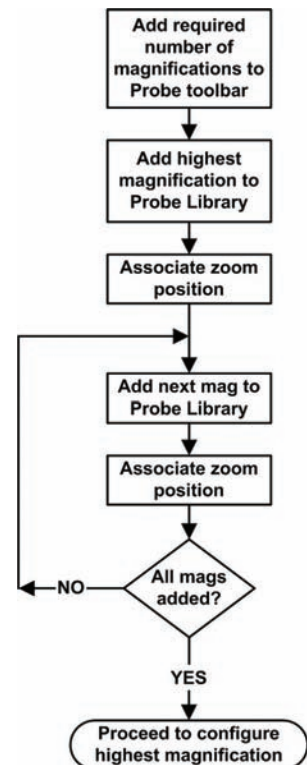 Add required
number of
magnifications to
Probe toolbar
Add highest
magnification to
Probe Library
Associate zoom
position
Add next mag to
Probe Library
Associate zoom
position
All mags
added?
NO
YES
Proceed to configure
highest magnification